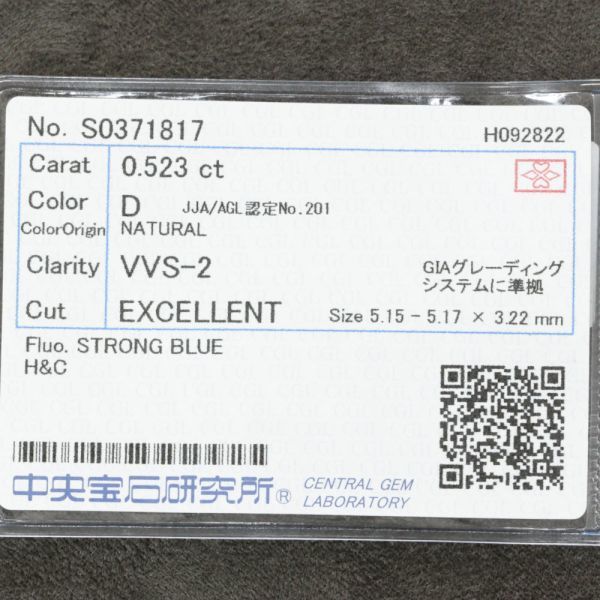 No. S0371817
H092822
Carat 0.523 ct
Color D JJA/AGL認定No.201
ColorOrigin NATURAL
Clarity VVS-2
GIAグレーディング
システムに準拠
Cut EXCELLENT Size 5.15 - 5.17 × 3.22 mm
Fluo. STRONG BLUE
H&C
中央宝石研究所® CENTRAL GEM
LABORATORY